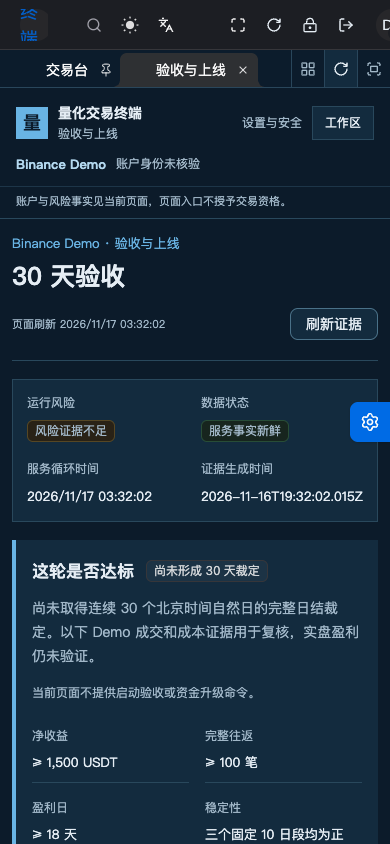 终
端
交易台
验收与上线
量
量化交易终端
验收与上线
设置与安全
工作区
Binance Demo 账户身份未核验
账户与风险事实见当前页面，页面入口不授予交易资格。
Binance Demo · 验收与上线
30 天验收
页面刷新 2026/11/17 03:32:02
刷新证据
运行风险
数据状态
风险证据不足
服务事实新鲜
服务循环时间
证据生成时间
2026/11/17 03:32:02
2026-11-16T19:32:02.015Z
这轮是否达标
尚未形成 30 天裁定
尚未取得连续 30 个北京时间自然日的完整日结裁
定。以下 Demo 成交和成本证据用于复核，实盘盈利
仍未验证。
当前页面不提供启动验收或资金升级命令。
净收益
完整往返
≥ 1,500 USDT
≥ 100 笔
盈利日
稳定性
≥ 18 天
三个固定 10 日段均为正